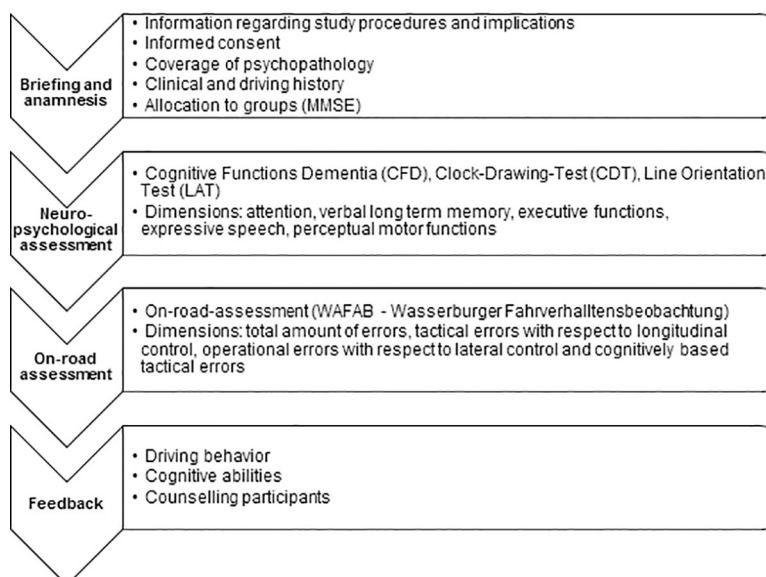 Briefing and
anamnesis
• Information regarding study procedures and implications
• Informed consent
• Coverage of psychopathology
• Clinical and driving history
• Allocation to groups (MMSE)
Neuro-
psychological
assessment
• Cognitive Functions Dementia (CFD), Clock-Drawing-Test (CDT), Line Orientation
Test (LAT)
• Dimensions: attention, verbal long term memory, executive functions,
expressive speech, perceptual motor functions
On-road
assessment
• On-road-assessment (WAFAB - Wasserburger Fahrverhalltensbeobachtung)
• Dimensions: total amount of errors, tactical errors with respect to longitudinal
control, operational errors with respect to lateral control and cognitively based
tactical errors
Feedback
• Driving behavior
• Cognitive abilities
• Counselling participants